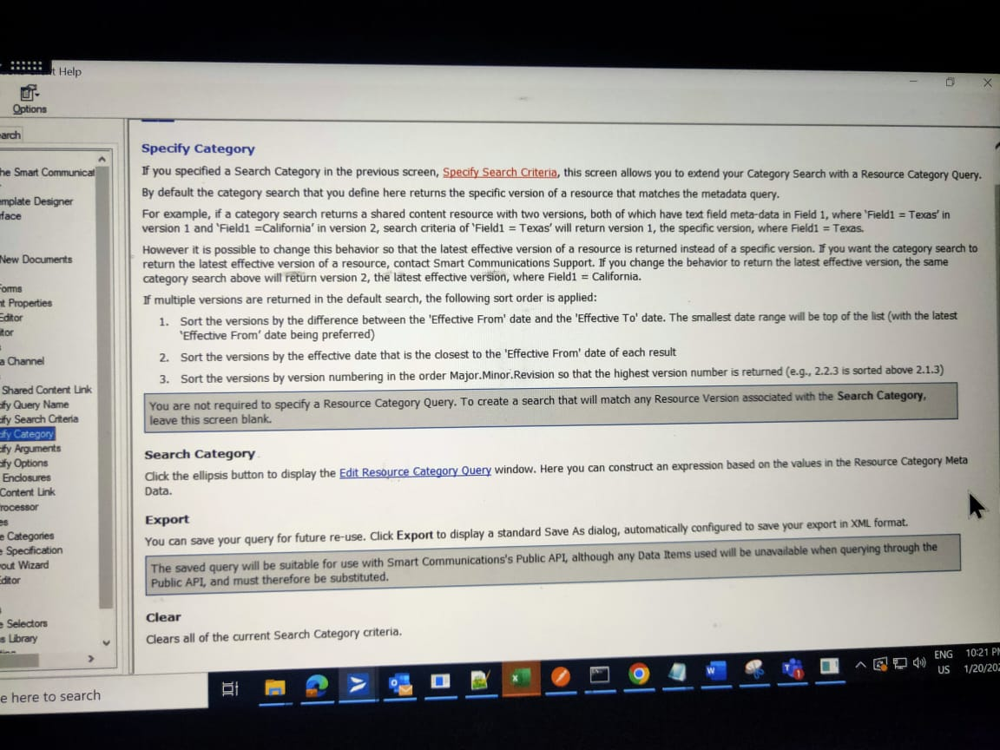 t Help
Options
earch
he Smart Communicat
emplate Designer
rface
New Documents
Forms
nt Properties
Editor
itor
a Channel
Shared Content Link
ify Query Name
ify Search Criteria
ify Category
ify Arguments
ify Options
Enclosures
Content Link
rocessor
es
e Categories
e Specification
out Wizard
Editor
e Selectors
s Library
Specify Category
If you specified a Search Category in the previous screen, Specify Search Criteria, this screen allows you to extend your Category Search with a Resource Category Query.
By default the category search that you define here returns the specific version of a resource that matches the metadata query.
For example, if a category search returns a shared content resource with two versions, both of which have text field meta-data in Field 1, where 'Field1 = Texas' in
version 1 and 'Field1 =California' in version 2, search criteria of 'Field1 = Texas' will return version 1, the specific version, where Field1 = Texas.
However it is possible to change this behavior so that the latest effective version of a resource is returned instead of a specific version. If you want the category search to
return the latest effective version of a resource, contact Smart Communications Support. If you change the behavior to return the latest effective version, the same
category search above will return version 2, the latest effective version, where Field1 = California.
If multiple versions are returned in the default search, the following sort order is applied:
1. Sort the versions by the difference between the 'Effective From' date and the 'Effective To' date. The smallest date range will be top of the list (with the latest
'Effective From' date being preferred)
2. Sort the versions by the effective date that is the closest to the 'Effective From' date of each result
3. Sort the versions by version numbering in the order Major.Minor.Revision so that the highest version number is returned (e.g., 2.2.3 is sorted above 2.1.3)
You are not required to specify a Resource Category Query. To create a search that will match any Resource Version associated with the Search Category,
leave this screen blank.
Search Category
Click the ellipsis button to display the Edit Resource Category Query window. Here you can construct an expression based on the values in the Resource Category Meta
Data.
Export
You can save your query for future re-use. Click Export to display a standard Save As dialog, automatically configured to save your export in XML format.
The saved query will be suitable for use with Smart Communications's Public API, although any Data Items used will be unavailable when querying through the
Public API, and must therefore be substituted.
Clear
Clears all of the current Search Category criteria.
e here to search
ENG
US
10:21 PM
1/20/202